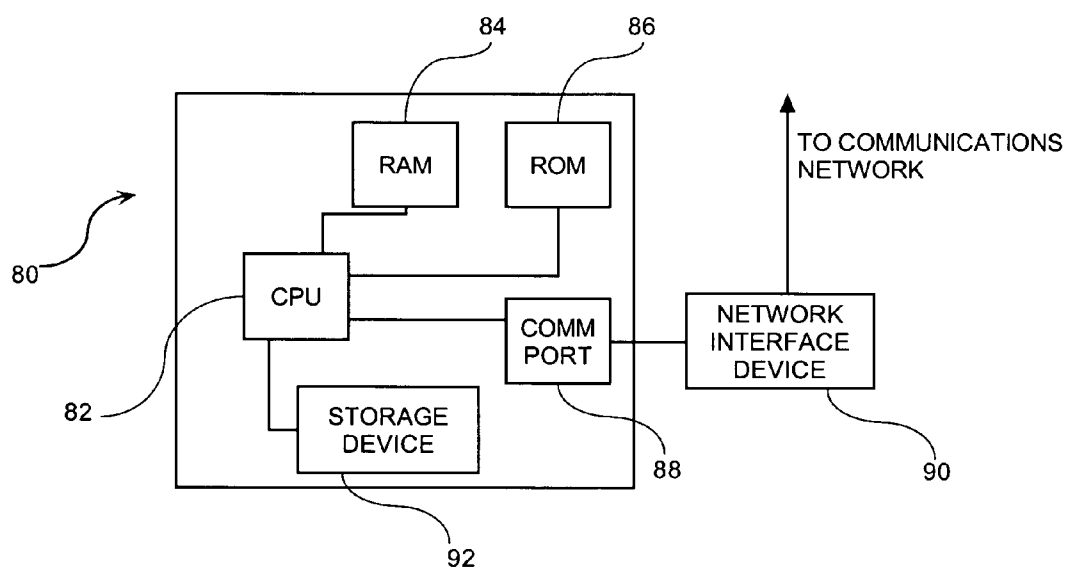 84
86
RAM
ROM
TO COMMUNICATIONS
NETWORK
80
CPU
NETWORK
INTERFACE
DEVICE
COMM
PORT
82
STORAGE
DEVICE
88
90
92